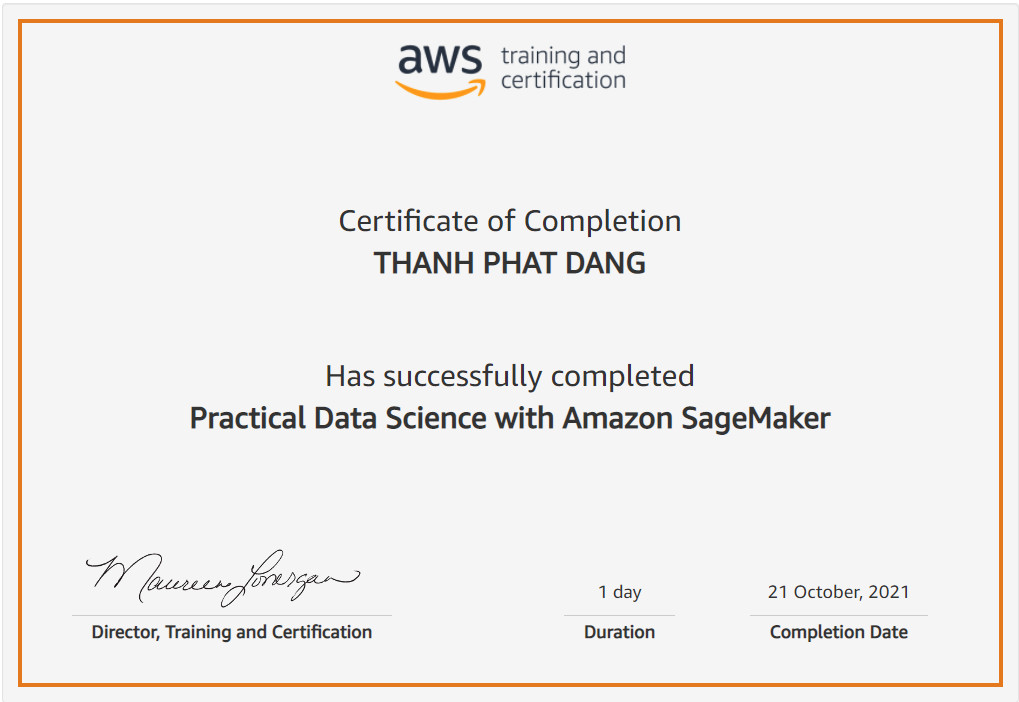 aws training and
certification
Certificate of Completion
THANH PHAT DANG
Has successfully completed
Practical Data Science with Amazon SageMaker
Maureen Lonergan
1 day
21 October, 2021
Director, Training and Certification
Duration
Completion Date